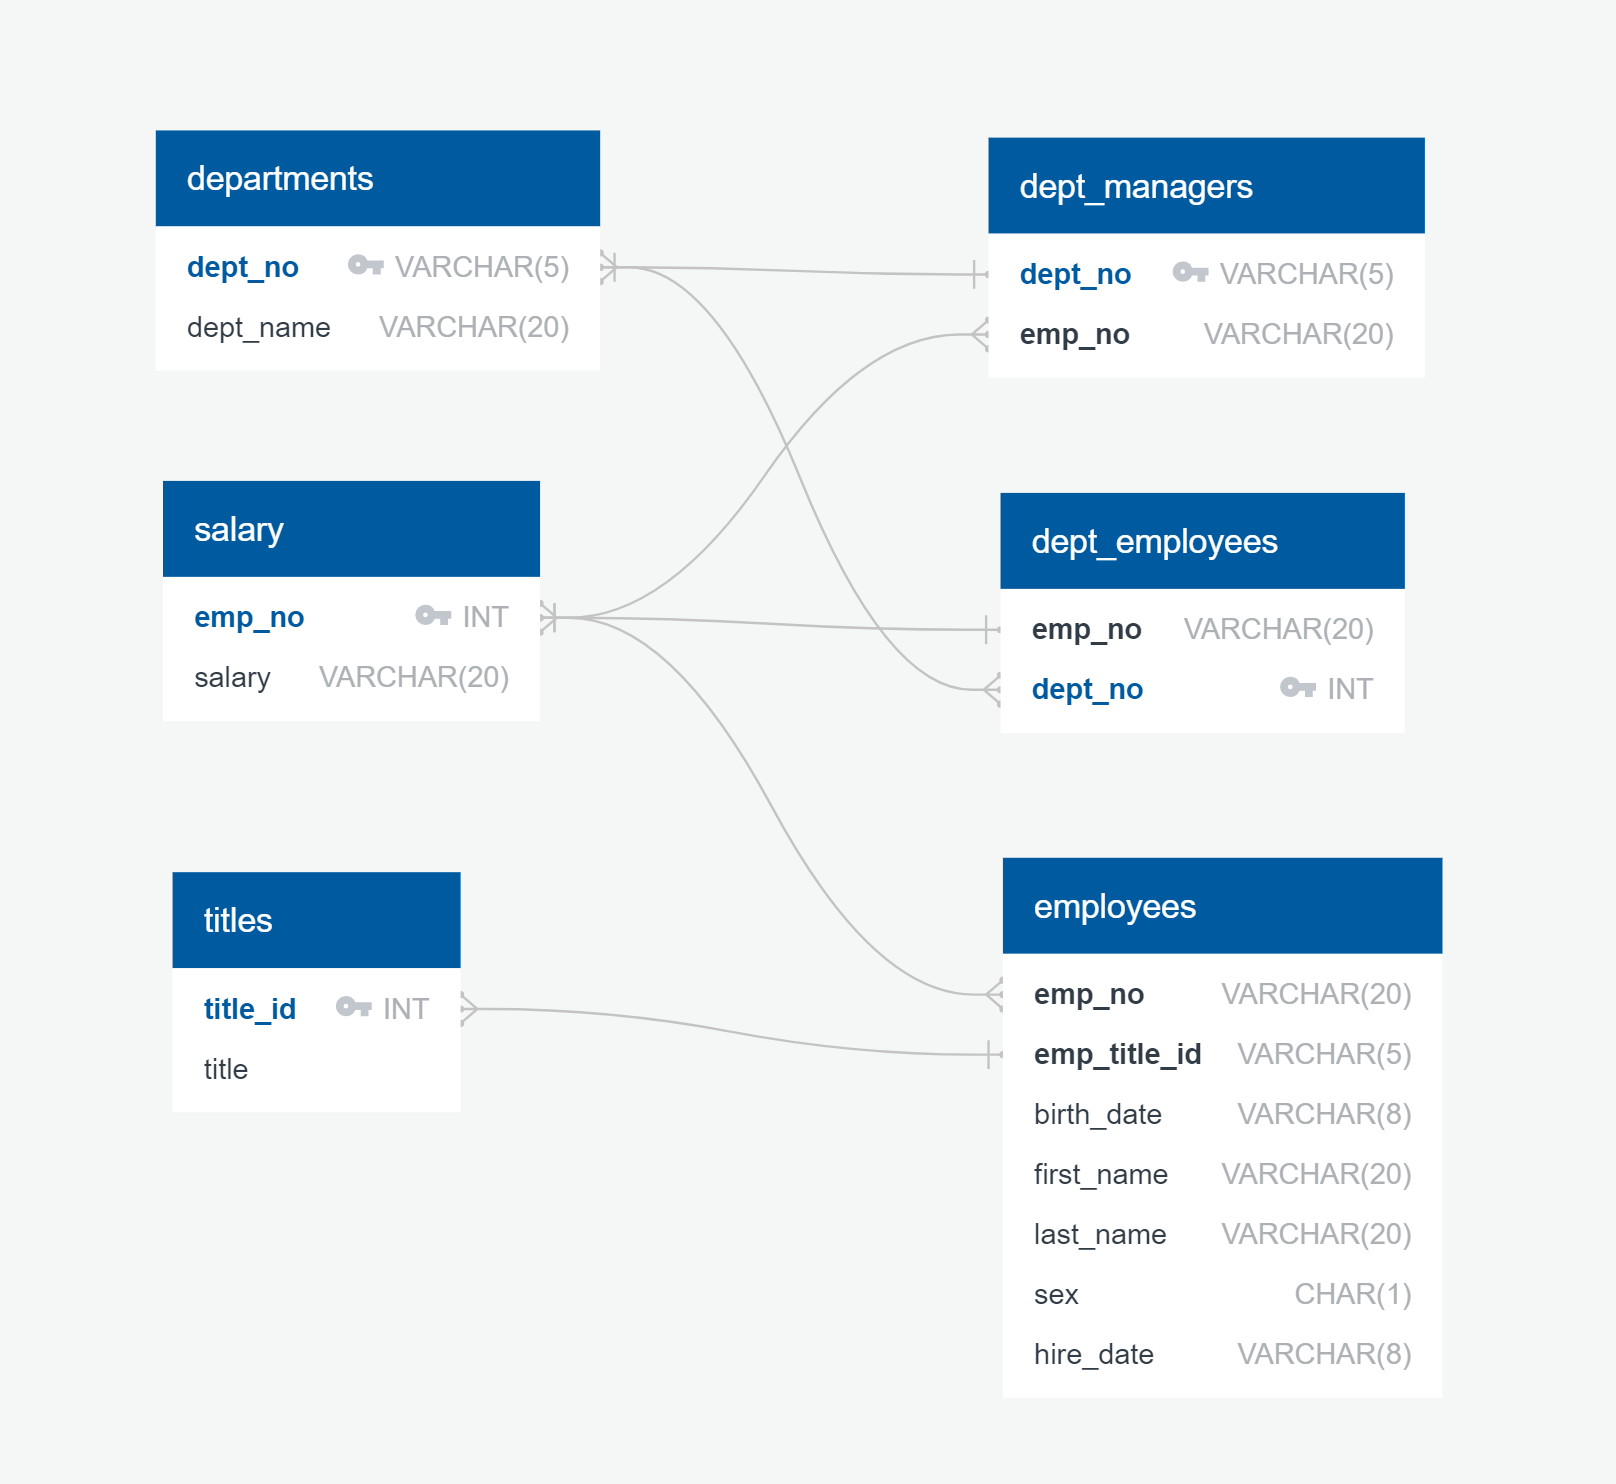 departments
dept_no VARCHAR(5)
dept_name VARCHAR(20)
dept_managers
dept_no VARCHAR(5)
emp_no VARCHAR(20)
salary
emp_no INT
salary VARCHAR(20)
dept_employees
emp_no VARCHAR(20)
dept_no INT
titles
title_id INT
title
employees
emp_no VARCHAR(20)
emp_title_id VARCHAR(5)
birth_date VARCHAR(8)
first_name VARCHAR(20)
last_name VARCHAR(20)
sex CHAR(1)
hire_date VARCHAR(8)